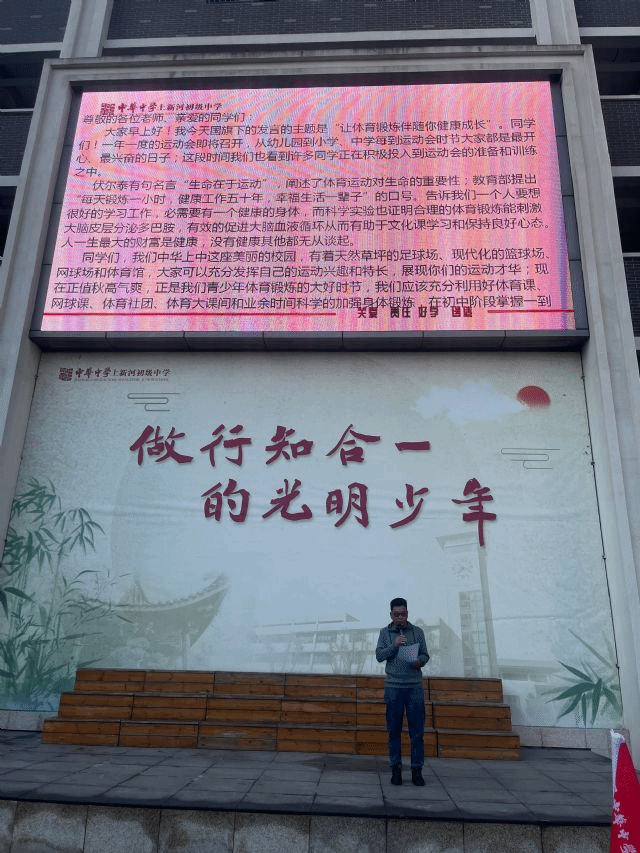 中华中学上新河初级中学
尊敬的各位老师、亲爱的同学们：
大家早上好！我今天国旗下的发言的主题是“让体育锻炼伴随你健康成长”。同学
们！一年一度的运动会即将召开，从幼儿园到小学、中学每到运动会时节大家都是最开
心、最兴奋的日子；这段时间我们也看到许多同学正在积极投入到运动会的准备和训练
之中。
伏尔泰有句名言“生命在于运动”，阐述了体育运动对生命的重要性；教育部提出
“每天锻炼一小时，健康工作五十年，幸福生活一辈子”的口号。告诉我们一个人要想
很好的学习工作，必需要有一个健康的身体，而科学实验也证明合理的体育锻炼能刺激
大脑皮层分泌多巴胺，有效的促进大脑血液循环从而有助于文化课学习和保持良好心态。
人一生最大的财富是健康，没有健康其他都无从谈起。
同学们，我们中华上中这座美丽的校园，有着天然草坪的足球场、现代化的篮球场、
网球场和体育馆，大家可以充分发挥自己的运动兴趣和特长，展现你们的运动才华；现
在正值秋高气爽，正是我们青少年体育锻炼的大好时节，我们应该充分利用好体育课、
网球课、体育社团、体育大课间和业余时间科学的加强身体锻炼，在初中阶段掌握一到
关爱 责任 好学 创造
中华中学上新河初级中学
做行知合一
的光明少年